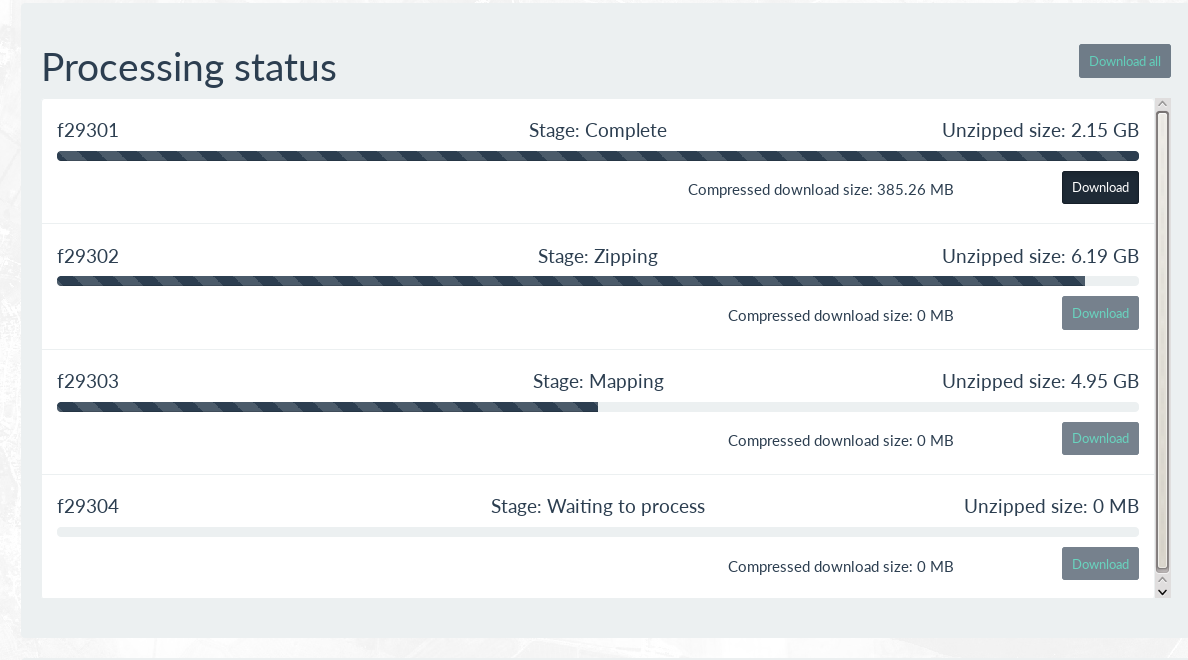 Processing status
Download all
f29301 Stage: Complete Unzipped size: 2.15 GB
Compressed download size: 385.26 MB Download
f29302 Stage: Zipping Unzipped size: 6.19 GB
Compressed download size: 0 MB Download
f29303 Stage: Mapping Unzipped size: 4.95 GB
Compressed download size: 0 MB Download
f29304 Stage: Waiting to process Unzipped size: 0 MB
Compressed download size: 0 MB Download